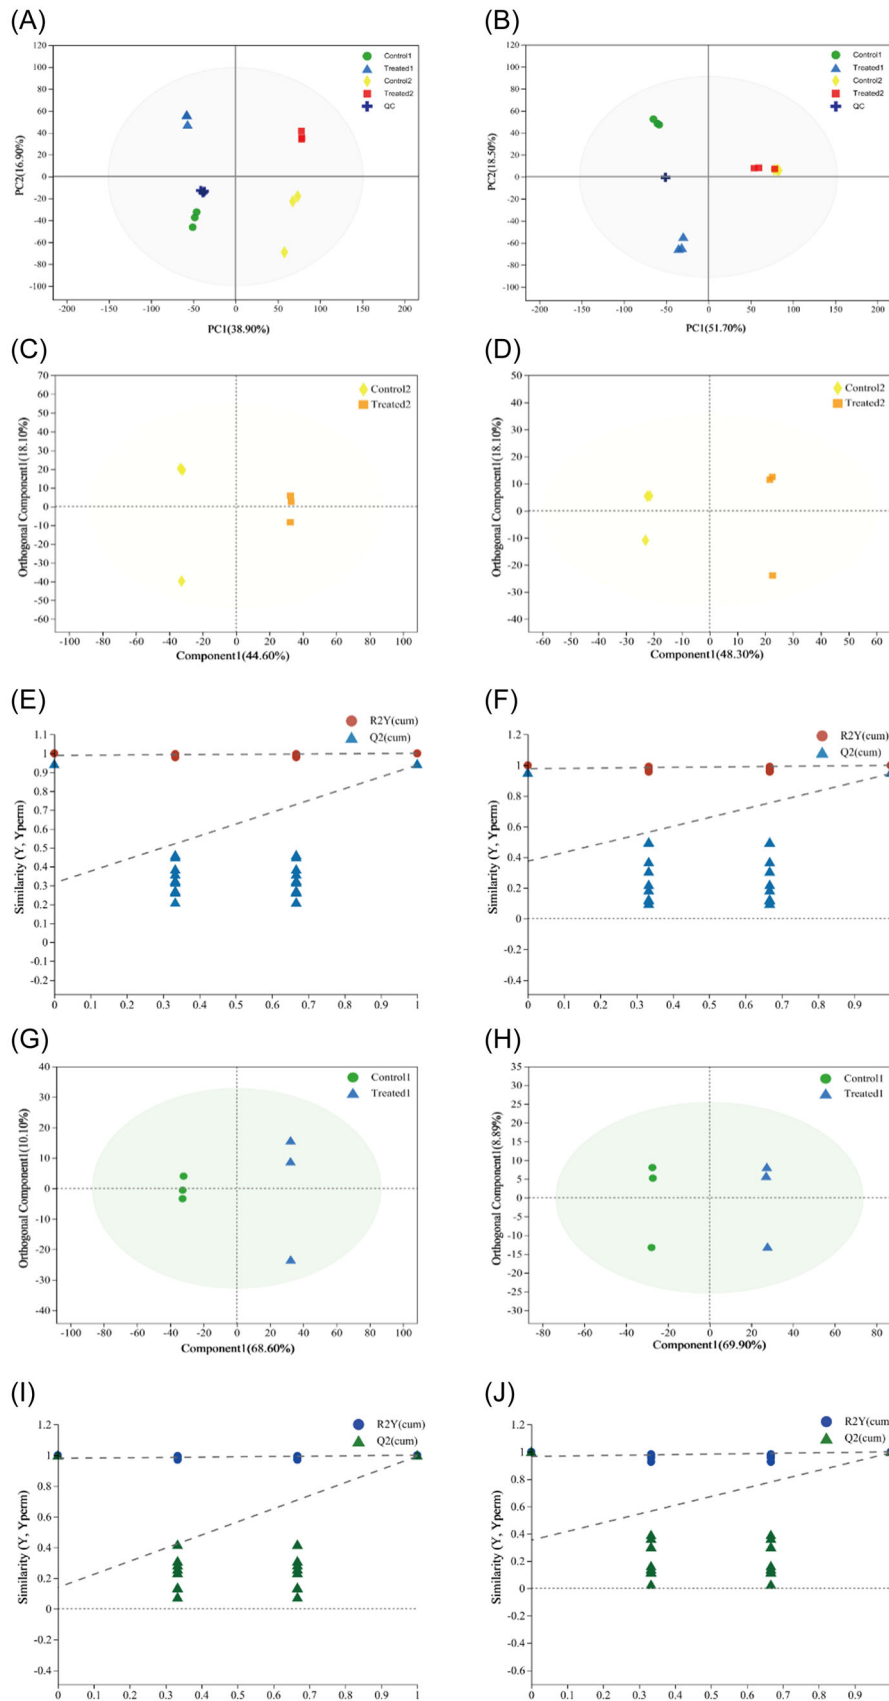 (A)
120
100
80
60
40
20
0
-20
-40
-60
-80
-100
PC2(16.90%)
-200 -150 -100 -50 0 50 100 150 200
PC1(38.90%)
Control1
Treated1
Control2
Treated2
QC
(B)
120
100
80
60
40
20
0
-20
-40
-60
-80
-100
PC2(18.50%)
-200 -150 -100 -50 0 50 100 150 200
PC1(51.70%)
Control1
Treated1
Control2
Treated2
QC
(C)
70
60
50
40
30
20
10
0
-10
-20
-30
-40
-50
-60
Orthogonal Component1(18.10%)
-100 -80 -60 -40 -20 0 20 40 60 80 100
Component1(44.60%)
Control2
Treated2
(D)
50
40
30
20
10
0
-10
-20
-30
-40
Orthogonal Component1(18.10%)
-60 -50 -40 -30 -20 -10 0 10 20 30 40 50 60
Component1(48.30%)
Control2
Treated2
(E)
R2Y(cum)
Q2(cum)
1.1
1
0.9
0.8
0.7
0.6
0.5
0.4
0.3
0.2
0.1
0
-0.1
-0.2
Similarity (Y, Yperm)
0 0.1 0.2 0.3 0.4 0.5 0.6 0.7 0.8 0.9 1
(F)
R2Y(cum)
Q2(cum)
1.2
1
0.8
0.6
0.4
0.2
0
-0.2
-0.4
Similarity (Y, Yperm)
0 0.1 0.2 0.3 0.4 0.5 0.6 0.7 0.8 0.9
(G)
40
30
20
10
0
-10
-20
-30
-40
Orthogonal Component1(10.10%)
-100 -80 -60 -40 -20 0 20 40 60 80 100
Component1(68.60%)
Control1
Treated1
(H)
35
30
25
20
15
10
5
0
-5
-10
-15
-20
-25
-30
Orthogonal Component1(8.89%)
-80 -60 -40 -20 0 20 40 60 80
Component1(69.90%)
Control1
Treated1
(I)
R2Y(cum)
Q2(cum)
1.2
1
0.8
0.6
0.4
0.2
0
-0.2
-0.4
Similarity (Y, Yperm)
0 0.1 0.2 0.3 0.4 0.5 0.6 0.7 0.8 0.9 1
(J)
R2Y(cum
Q2(cum)
1.2
1
0.8
0.6
0.4
0.2
0
-0.2
-0.4
-0.6
Similarity (Y, Yperm)
0 0.1 0.2 0.3 0.4 0.5 0.6 0.7 0.8 0.9